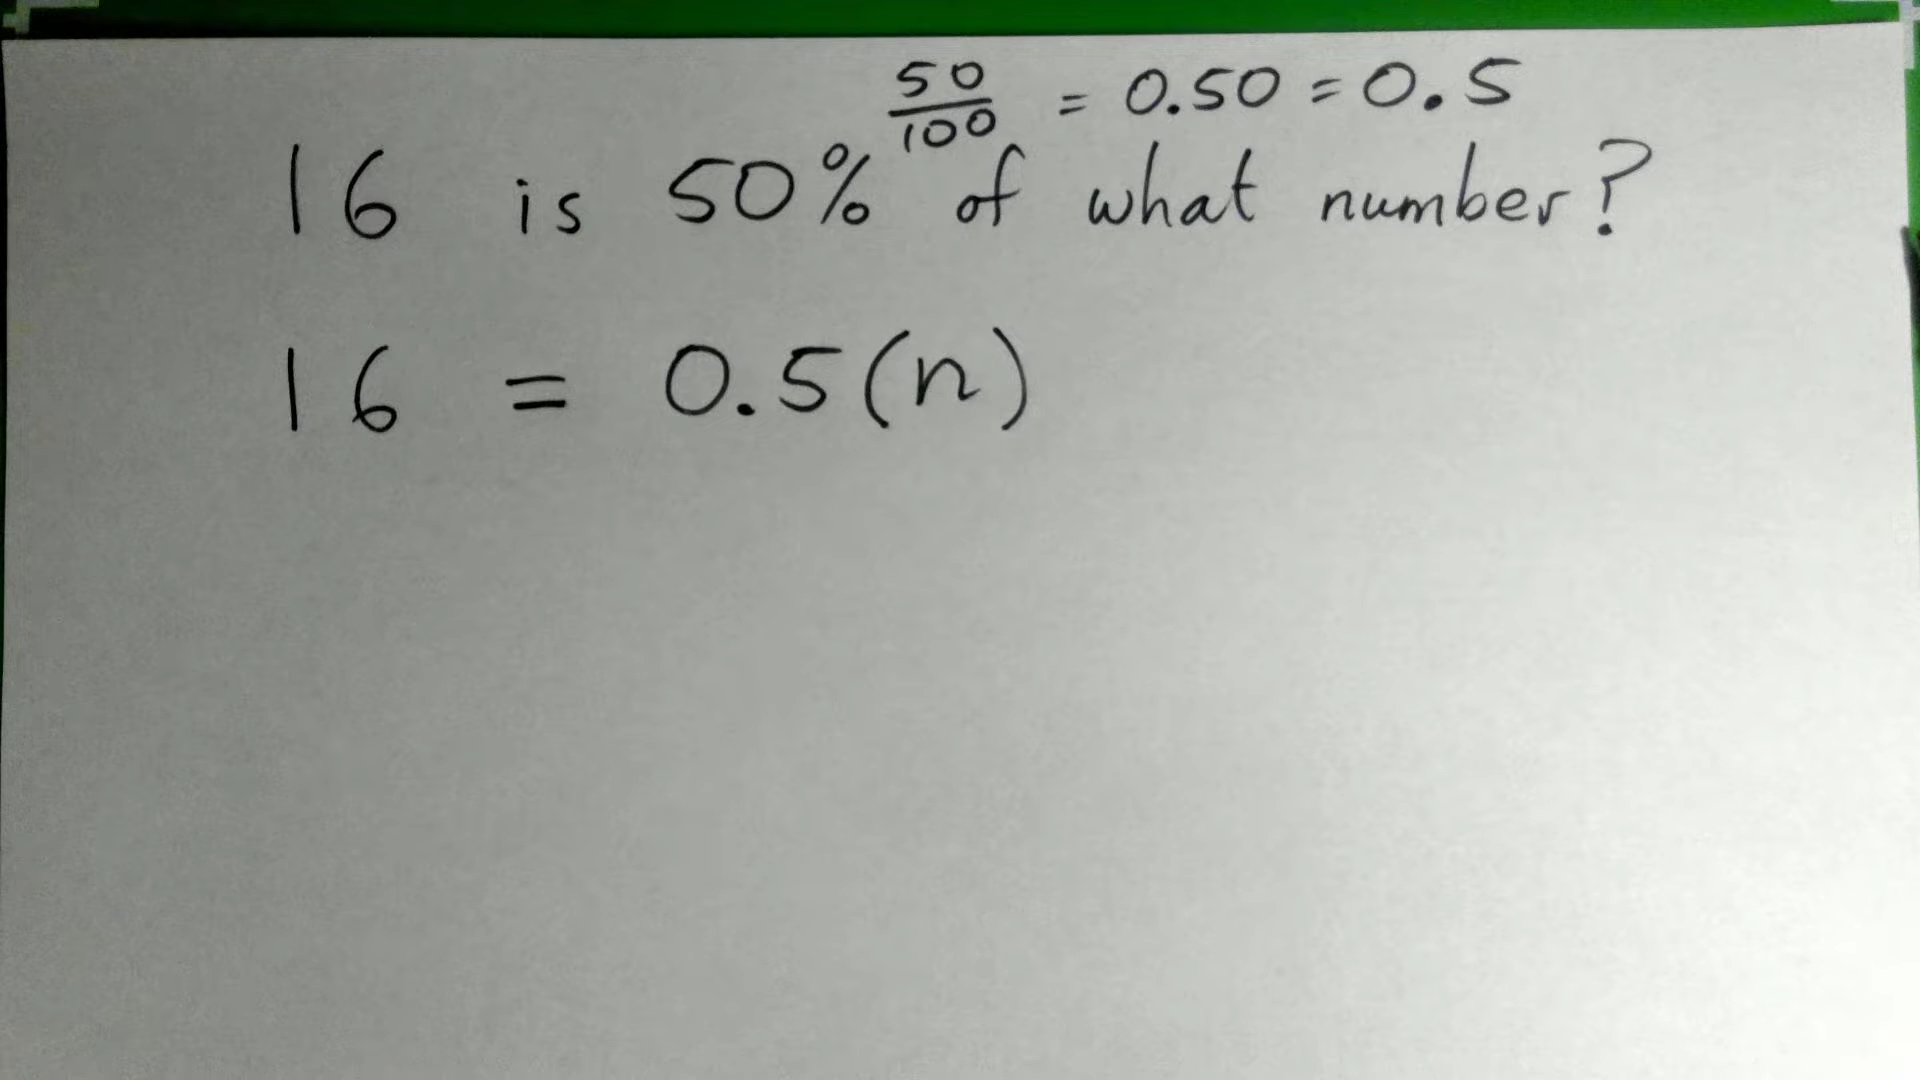 50/100 = 0.50 = 0.5
16 is 50% of what number?
16 = 0.5(n)